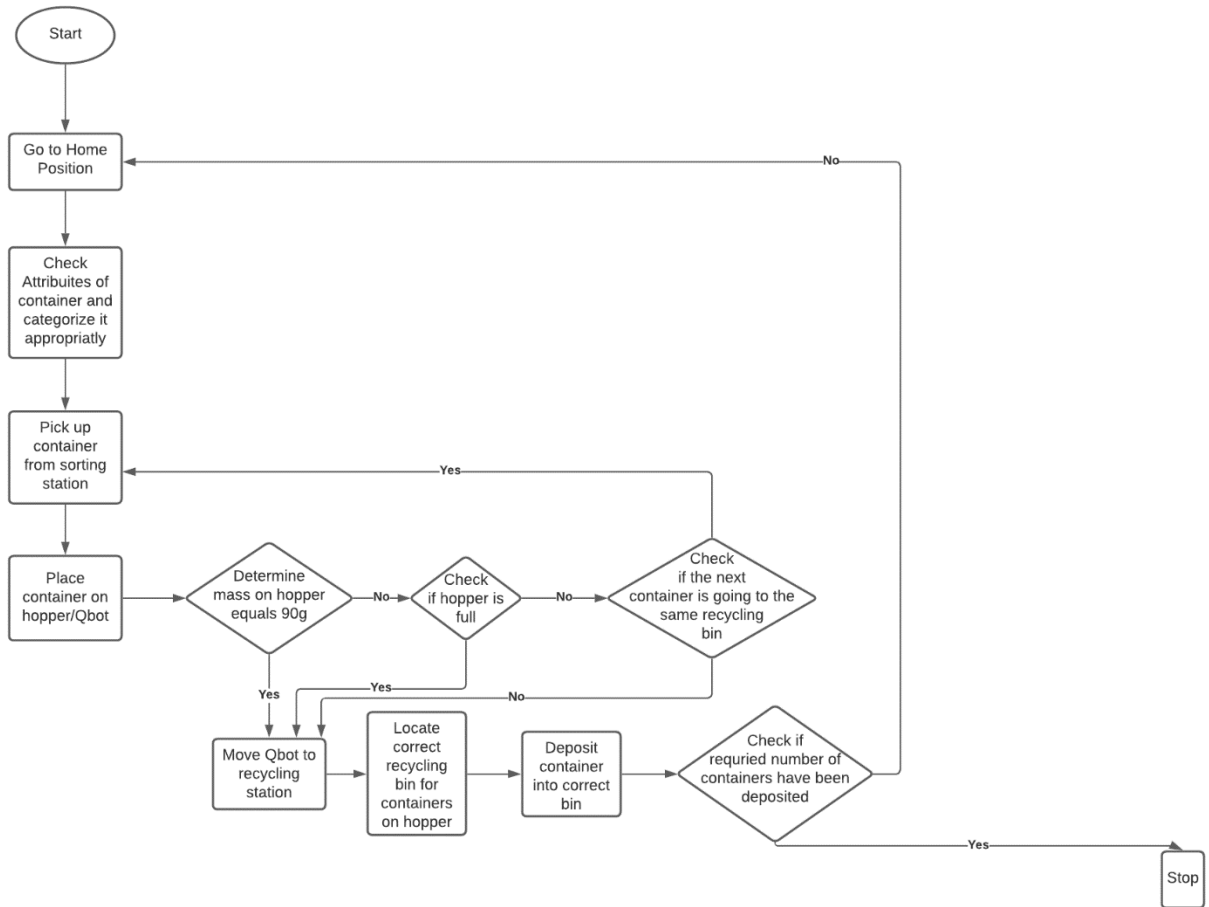 Start
Go to Home
Position
No
Check
Attribuites of
container and
categorize it
appropriatly
Pick up
container
from sorting
station
Yes
Place
container on
hopper/Qbot
Determine
mass on hopper
equals 90g
No
Check
if hopper is
full
No
Check
if the next
container is going to the
same recycling
bin
Yes
Yes
No
Move Qbot to
recycling
station
Locate
correct
recycling
bin for
containers
on hopper
Deposit
container
into correct
bin
Check if
requried number of
containers have been
deposited
Yes
Stop